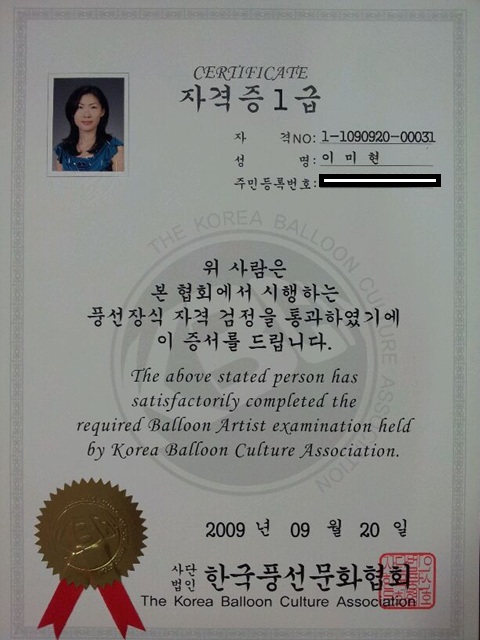 CERTIFICATE
자격증 1 급
자 격NO: 1-1090920-00031
성 명: 이 미 현
주민등록번호:
THE KOREA BALLOON CULTURE ASSOCIATION
위 사람은
본 협회에서 시행하는
풍선장식 자격 검정을 통과하였기에
이 증서를 드립니다.
The above stated person has
satisfactorily completed the
required Balloon Artist examination held
by Korea Balloon Culture Association.
2009 년 09 월 20 일
사단법인 한국풍선문화협회
The Korea Balloon Culture Association